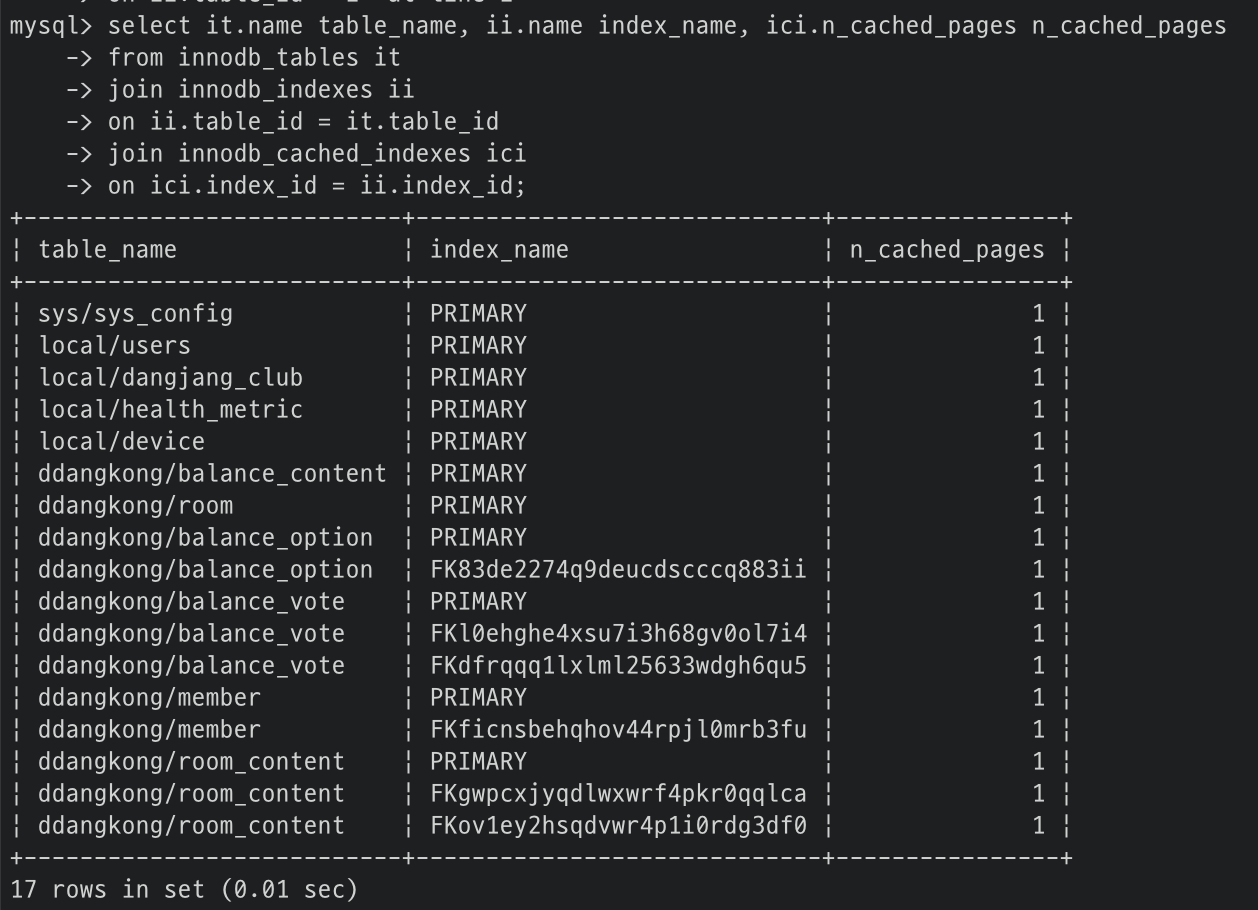 mysql> select it.name table_name, ii.name index_name, ici.n_cached_pages n_cached_pages
    -> from innodb_tables it
    -> join innodb_indexes ii
    -> on ii.table_id = it.table_id
    -> join innodb_cached_indexes ici
    -> on ici.index_id = ii.index_id;
+---------------------------+-----------------------------+----------------+
| table_name                | index_name                  | n_cached_pages |
+---------------------------+-----------------------------+----------------+
| sys/sys_config            | PRIMARY                     |              1 |
| local/users               | PRIMARY                     |              1 |
| local/dangjang_club       | PRIMARY                     |              1 |
| local/health_metric       | PRIMARY                     |              1 |
| local/device              | PRIMARY                     |              1 |
| ddangkong/balance_content | PRIMARY                     |              1 |
| ddangkong/room            | PRIMARY                     |              1 |
| ddangkong/balance_option  | PRIMARY                     |              1 |
| ddangkong/balance_option  | FK83de2274q9deucdscccq883ii |              1 |
| ddangkong/balance_vote    | PRIMARY                     |              1 |
| ddangkong/balance_vote    | FKl0ehghe4xsu7i3h68gv0ol7i4 |              1 |
| ddangkong/balance_vote    | FKdfrqqq1lxlml25633wdgh6qu5 |              1 |
| ddangkong/member          | PRIMARY                     |              1 |
| ddangkong/member          | FKficnsbehqhov44rpjl0mrb3fu |              1 |
| ddangkong/room_content    | PRIMARY                     |              1 |
| ddangkong/room_content    | FKgwpcxjyqdlwxwrf4pkr0qqlca |              1 |
| ddangkong/room_content    | FKov1ey2hsqdvwr4p1i0rdg3df0 |              1 |
+---------------------------+-----------------------------+----------------+
17 rows in set (0.01 sec)